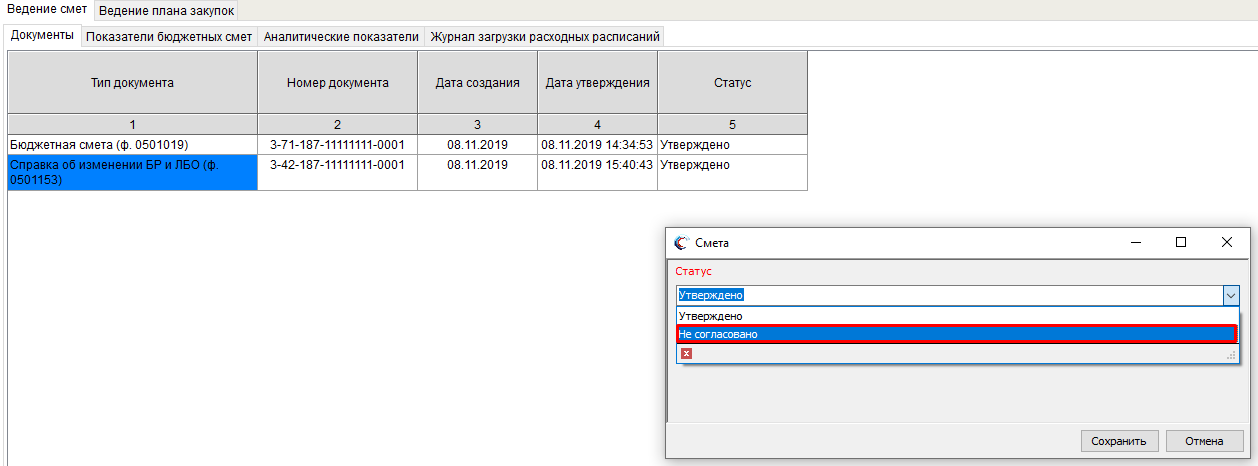 Ведение смет Ведение плана закупок
Документы Показатели бюджетных смет Аналитические показатели Журнал загрузки расходных расписаний
Тип документа Номер документа Дата создания Дата утверждения Статус
1 2 3 4 5
Бюджетная смета (ф. 0501019) 3-71-187-11111111-0001 08.11.2019 08.11.2019 14:34:53 Утверждено
Справка об изменении БР и ЛБО (ф. 3-42-187-11111111-0001 08.11.2019 08.11.2019 15:40:43 Утверждено
0501153)
Смета
Статус
Утверждено
Утверждено
Не согласовано
Сохранить Отмена